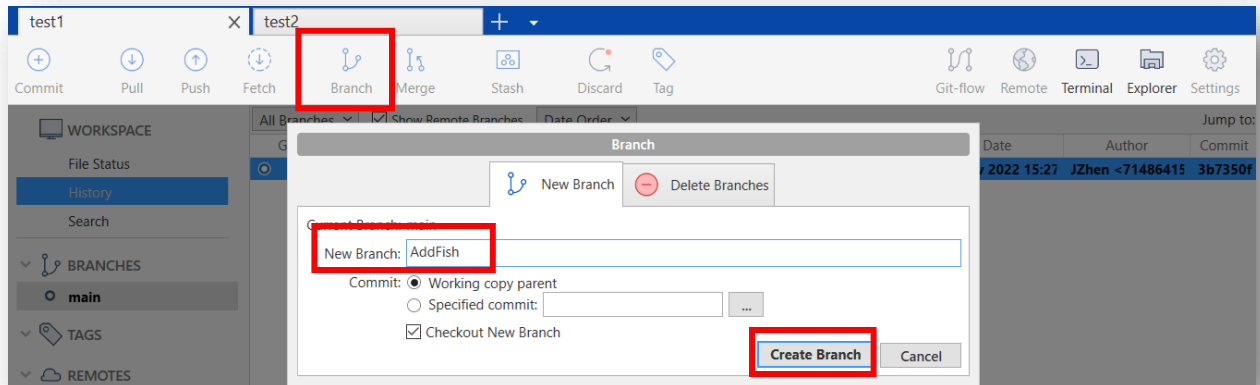 test1
test2
Commit
Pull
Push
Fetch
Branch
Merge
Stash
Discard
Tag
Git-flow
Remote
Terminal
Explorer
Settings
WORKSPACE
File Status
History
Search
BRANCHES
main
TAGS
REMOTES
All Branches
Show Remote Branches
Date Order
Jump to:
G
Date
Author
Commit
v 2022 15:27
JZhen <71486415
3b7350f
Branch
New Branch
Delete Branches
Current Branch: main
New Branch: AddFish
Commit: Working copy parent
Specified commit:
...
Checkout New Branch
Create Branch
Cancel